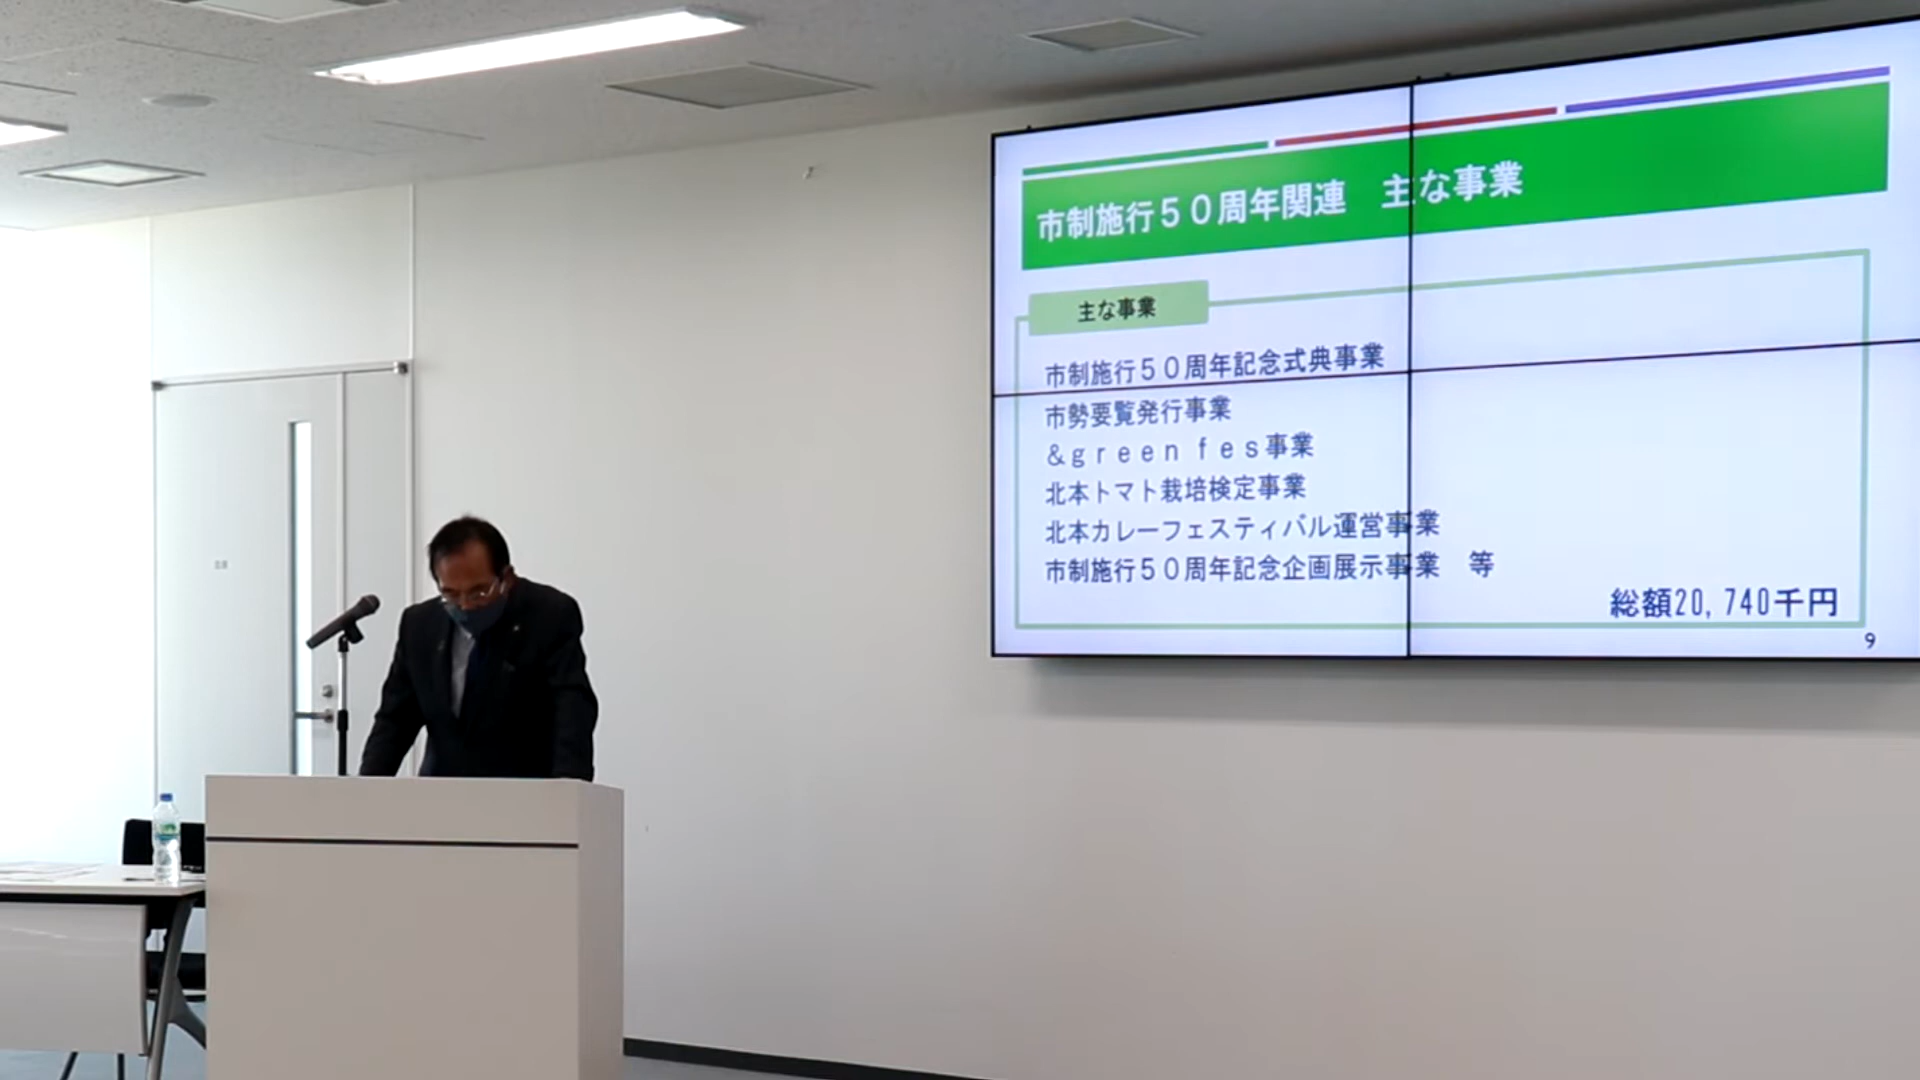 市制施行５０周年関連　主な事業
主な事業
市制施行５０周年記念式典事業
市勢要覧発行事業
＆ｇｒｅｅｎ ｆｅｓ事業
北本トマト栽培検定事業
北本カレーフェスティバル運営事業
市制施行５０周年記念企画展示事業　等
総額20,740千円
9